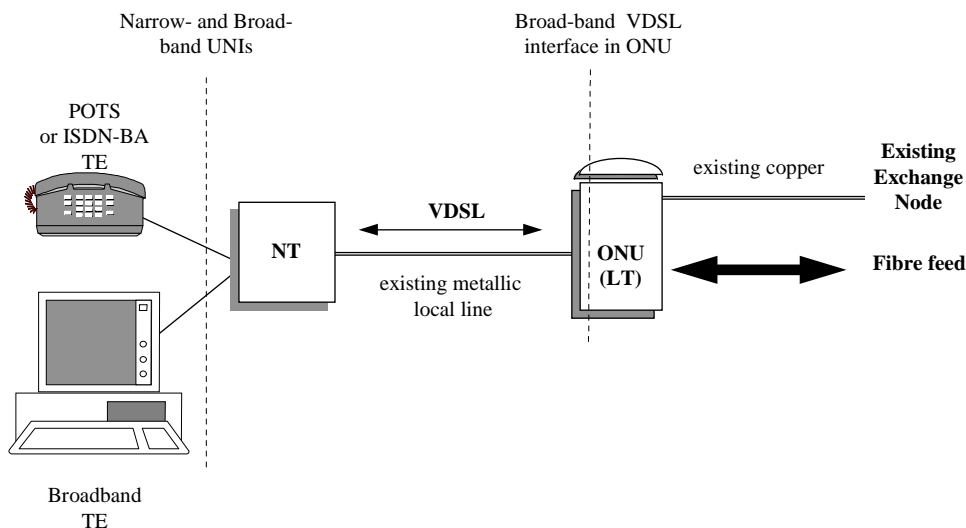 Narrow- and Broad-
band UNIs
Broad-band VDSL
interface in ONU
POTS
or ISDN-BA
TE
existing copper
Existing
Exchange
Node
VDSL
NT
ONU
(LT)
Fibre feed
existing metallic
local line
Broadband
TE